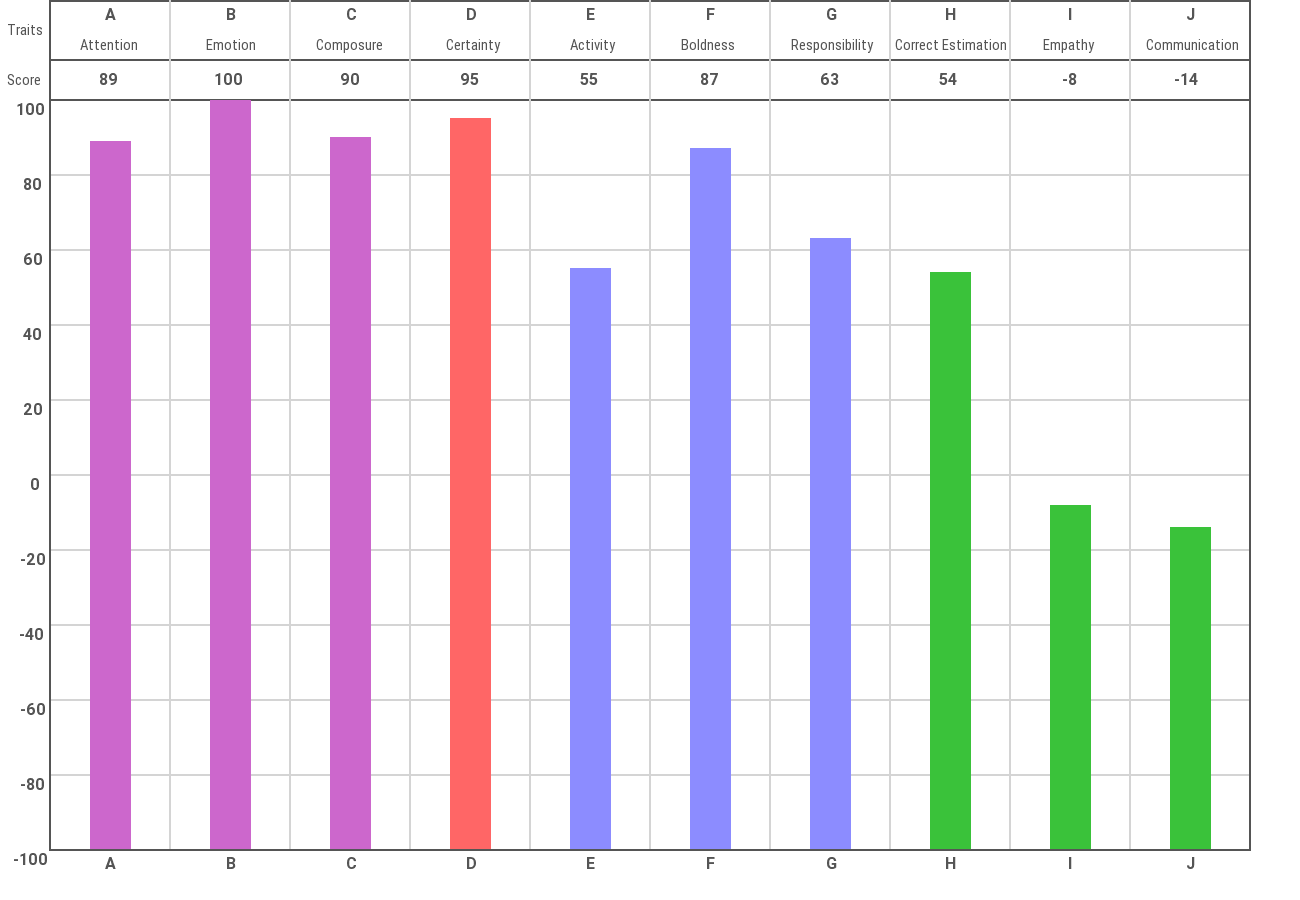 A B C D E F G H I J
Traits
Attention Emotion Composure Certainty Activity Boldness Responsibility Correct Estimation Empathy Communication
Score 89 100 90 95 55 87 63 54 -8 -14
100
80
60
40
20
0
-20
-40
-60
-80
-100
A B C D E F G H I J